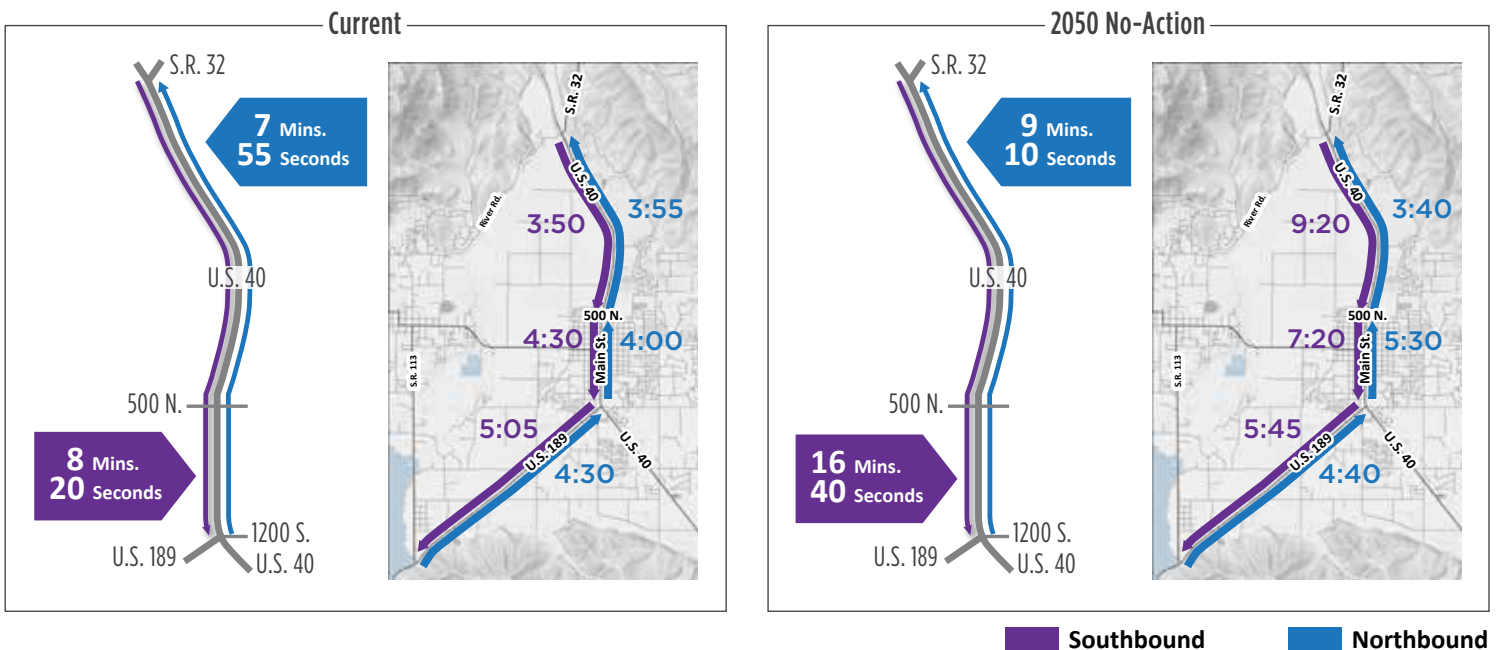 Current
S.R. 32
7 Mins.
55 Seconds
U.S. 40
500 N.
8 Mins.
20 Seconds
1200 S.
U.S. 189
U.S. 40
S.R. 32
U.S. 40
River Rd.
3:50
3:55
500 N.
4:30
Main St.
4:00
S.R. 113
5:05
U.S. 189
4:30
U.S. 40
2050 No-Action
S.R. 32
9 Mins.
10 Seconds
U.S. 40
500 N.
16 Mins.
40 Seconds
1200 S.
U.S. 189
U.S. 40
S.R. 32
U.S. 40
River Rd.
9:20
3:40
500 N.
7:20
Main St.
5:30
S.R. 113
5:45
U.S. 189
4:40
U.S. 40
Southbound
Northbound